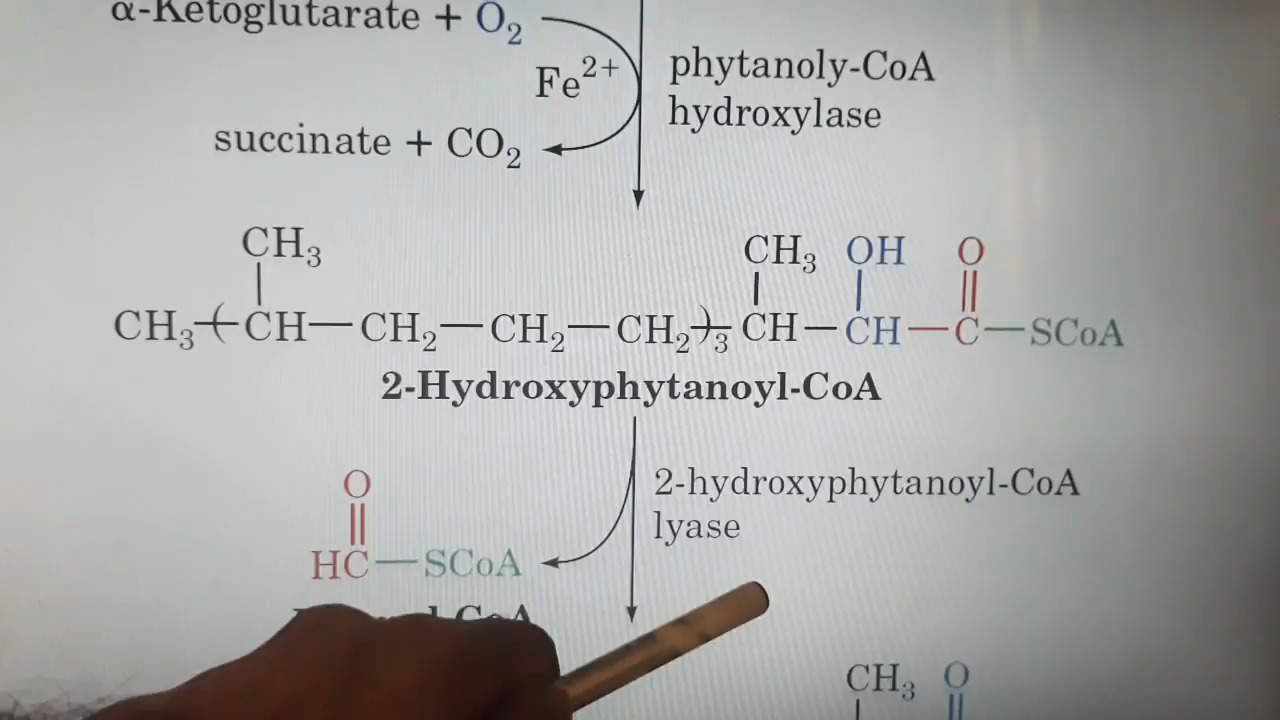 α-Ketoglutarate + O₂
Fe²⁺
phytanoly-CoA
hydroxylase
succinate + CO₂
CH₃ CH₃ OH O
CH₃—(CH—CH₂—CH₂—CH₂)₃—CH—CH—C—SCoA
2-Hydroxyphytanoyl-CoA
O
2-hydroxyphytanoyl-CoA
lyase
HC—SCoA
CoA
CH₃ O